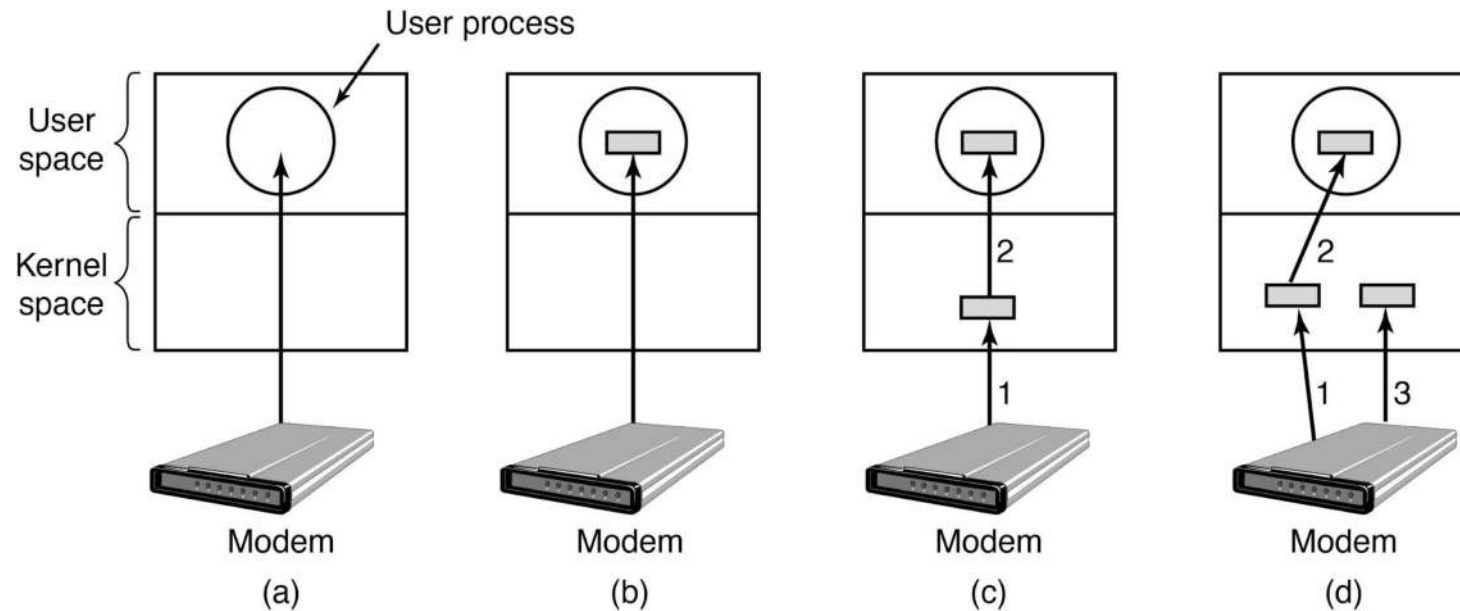 User process
User
space
Kernel
space
2
2
1
1
3
Modem
Modem
Modem
Modem
(a)
(b)
(c)
(d)